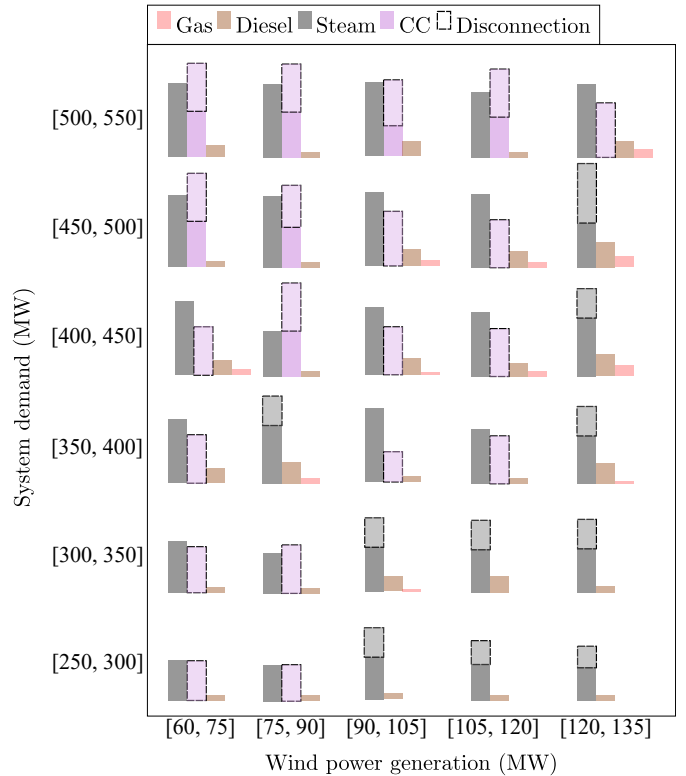 Gas Diesel Steam CC Disconnection
[500, 550]
[450, 500]
[400, 450]
[350, 400]
[300, 350]
[250, 300]
System demand (MW)
[60, 75] [75, 90] [90, 105] [105, 120] [120, 135]
Wind power generation (MW)